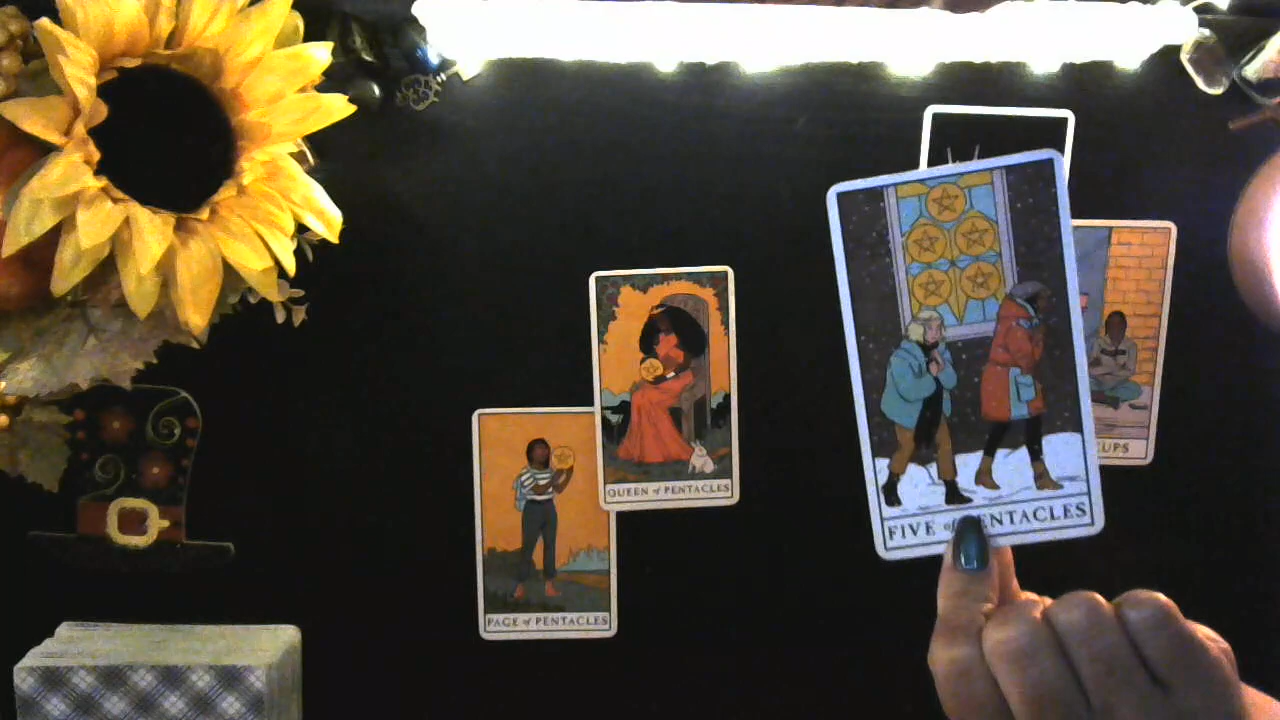 QUEEN of PENTACLES
FIVE of PENTACLES
CUPS
PAGE of PENTACLES